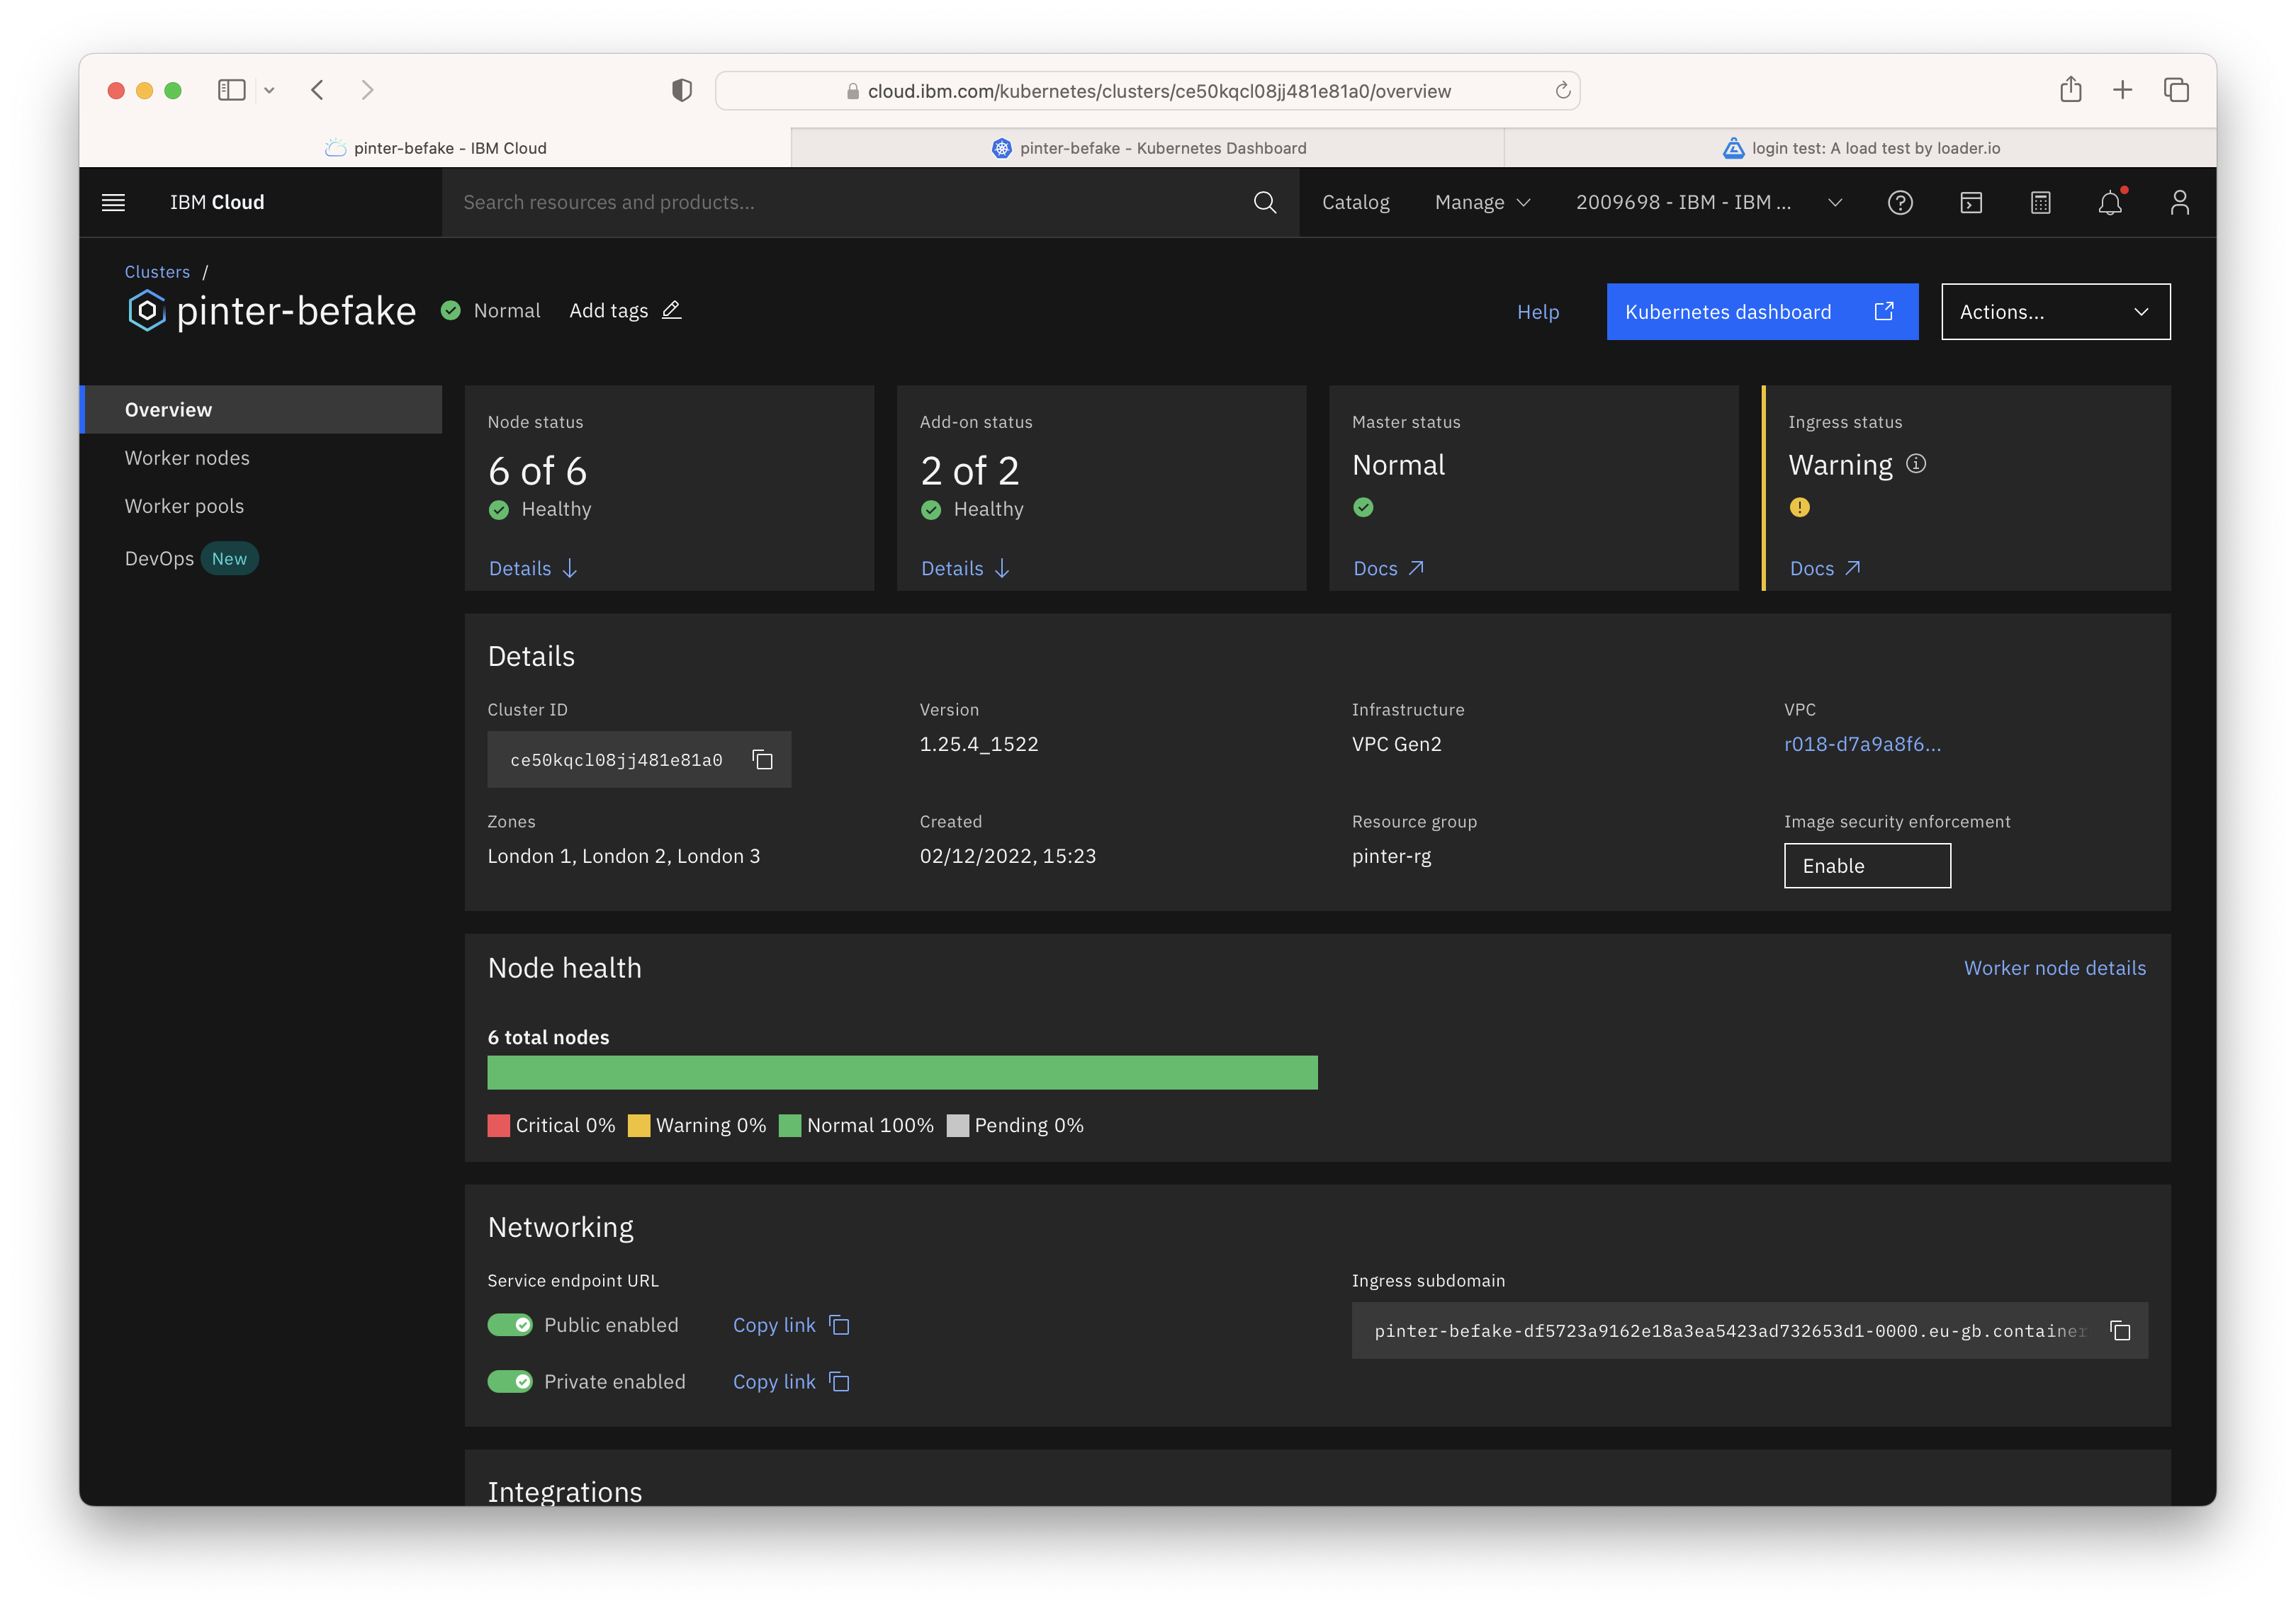 cloud.ibm.com/kubernetes/clusters/ce50kqcl08jj481e81a0/overview
pinter-befake - IBM Cloud
pinter-befake - Kubernetes Dashboard
login test: A load test by loader.io
IBM Cloud
Search resources and products...
Catalog
Manage
2009698 - IBM - IBM ...
Clusters /
pinter-befake
Normal
Add tags
Help
Kubernetes dashboard
Actions...
Overview
Worker nodes
Worker pools
DevOps New
Node status
6 of 6
Healthy
Details
Add-on status
2 of 2
Healthy
Details
Master status
Normal
Docs
Ingress status
Warning
Docs
Details
Cluster ID
ce50kqcl08jj481e81a0
Version
1.25.4_1522
Infrastructure
VPC Gen2
VPC
r018-d7a9a8f6...
Zones
London 1, London 2, London 3
Created
02/12/2022, 15:23
Resource group
pinter-rg
Image security enforcement
Enable
Node health
Worker node details
6 total nodes
Critical 0% Warning 0% Normal 100% Pending 0%
Networking
Service endpoint URL
Public enabled
Copy link
Private enabled
Copy link
Ingress subdomain
pinter-befake-df5723a9162e18a3ea5423ad732653d1-0000.eu-gb.container
Integrations